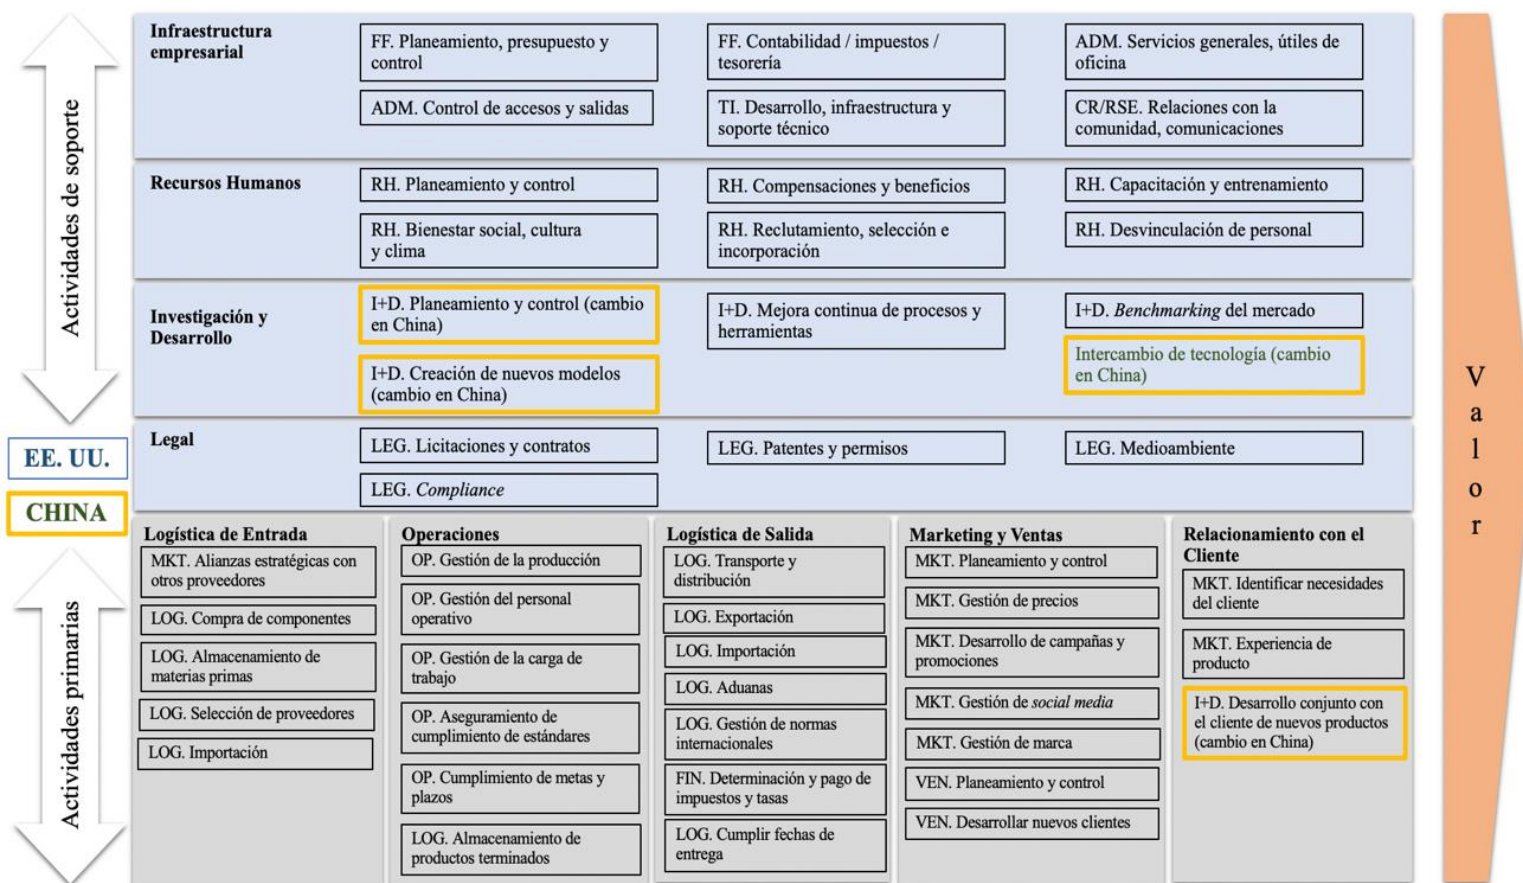 Actividades de soporte
Infraestructura
empresarial
FF. Planeamiento, presupuesto y
control
FF. Contabilidad / impuestos /
tesorería
ADM. Servicios generales, útiles de
oficina
ADM. Control de accesos y salidas
TI. Desarrollo, infraestructura y
soporte técnico
CR/RSE. Relaciones con la
comunidad, comunicaciones
Recursos Humanos
RH. Planeamiento y control
RH. Compensaciones y beneficios
RH. Capacitación y entrenamiento
RH. Bienestar social, cultura
y clima
RH. Reclutamiento, selección e
incorporación
RH. Desvinculación de personal
Investigación y
Desarrollo
I+D. Planeamiento y control (cambio
en China)
I+D. Mejora continua de procesos y
herramientas
I+D. Benchmarking del mercado
I+D. Creación de nuevos modelos
(cambio en China)
Intercambio de tecnología (cambio
en China)
Legal
LEG. Licitaciones y contratos
LEG. Patentes y permisos
LEG. Medioambiente
LEG. Compliance
EE. UU.
CHINA
Actividades primarias
Logística de Entrada
MKT. Alianzas estratégicas con
otros proveedores
LOG. Compra de componentes
LOG. Almacenamiento de
materias primas
LOG. Selección de proveedores
LOG. Importación
Operaciones
OP. Gestión de la producción
OP. Gestión del personal
operativo
OP. Gestión de la carga de
trabajo
OP. Aseguramiento de
cumplimiento de estándares
OP. Cumplimiento de metas y
plazos
LOG. Almacenamiento de
productos terminados
Logística de Salida
LOG. Transporte y
distribución
LOG. Exportación
LOG. Importación
LOG. Aduanas
LOG. Gestión de normas
internacionales
FIN. Determinación y pago de
impuestos y tasas
LOG. Cumplir fechas de
entrega
Marketing y Ventas
MKT. Planeamiento y control
MKT. Gestión de precios
MKT. Desarrollo de campañas y
promociones
MKT. Gestión de social media
MKT. Gestión de marca
VEN. Planeamiento y control
VEN. Desarrollar nuevos clientes
Relacionamiento con el
Cliente
MKT. Identificar necesidades
del cliente
MKT. Experiencia de
producto
I+D. Desarrollo conjunto con
el cliente de nuevos productos
(cambio en China)
Valor